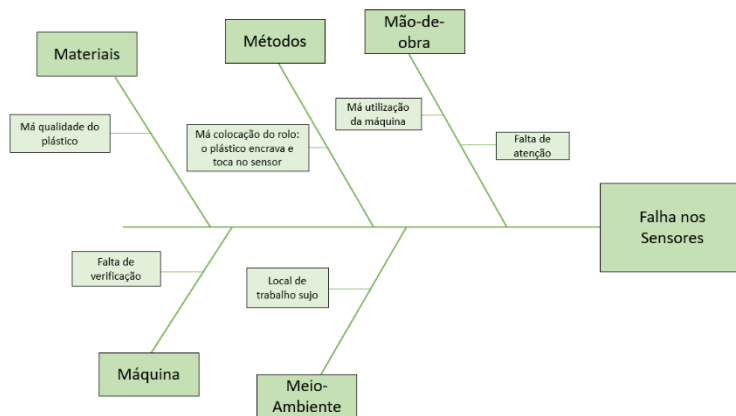 Materiais
Métodos
Mão-de-
obra
Má qualidade do
plástico
Má colocação do rolo:
o plástico encrava e
toca no sensor
Má utilização
da máquina
Falta de
atenção
Falha nos
Sensores
Falta de
verificação
Local de
trabalho sujo
Máquina
Meio-
Ambiente